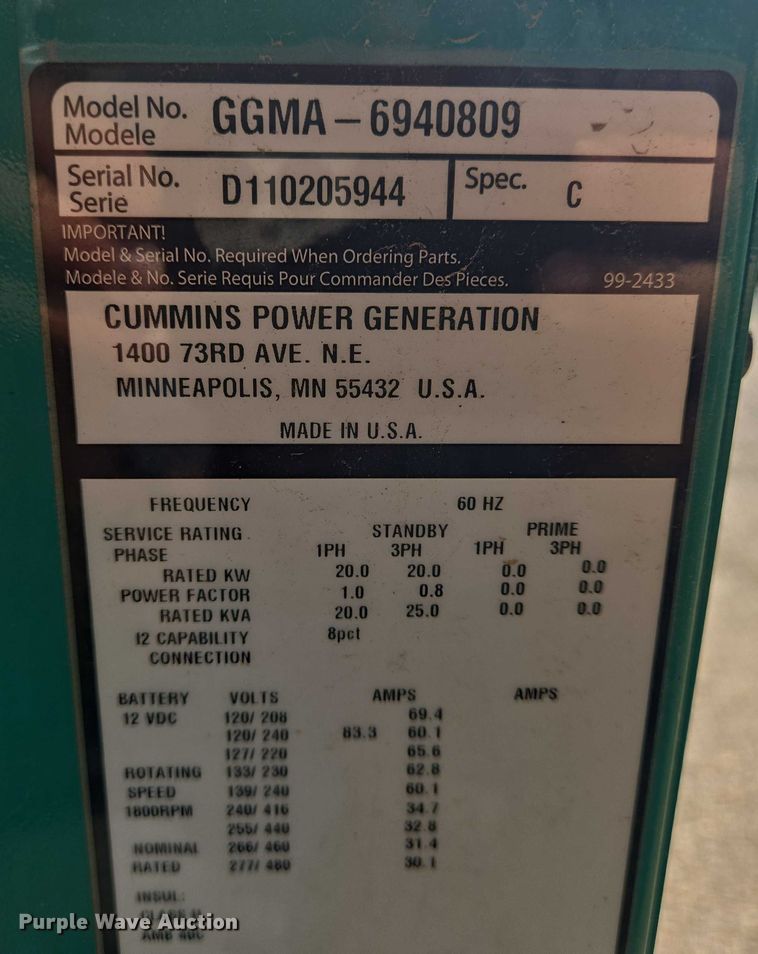 Model No. GGMA – 6940809
Modele
Serial No. D110205944 Spec. C
Serie
IMPORTANT!
Model & Serial No. Required When Ordering Parts.
Modele & No. Serie Requis Pour Commander Des Pieces. 99-2433
CUMMINS POWER GENERATION
1400 73RD AVE. N.E.
MINNEAPOLIS, MN 55432 U.S.A.
MADE IN U.S.A.
FREQUENCY 60 HZ
SERVICE RATING STANDBY PRIME
PHASE 1PH 3PH 1PH 3PH
RATED KW 20.0 20.0 0.0 0.0
POWER FACTOR 1.0 0.8 0.0 0.0
RATED KVA 20.0 25.0 0.0 0.0
I2 CAPABILITY 8pct
CONNECTION
BATTERY VOLTS AMPS AMPS
12 VDC 120/ 208 69.4
120/ 240 83.3 60.1
127/ 220 65.6
ROTATING 133/ 230 62.8
SPEED 139/ 240 60.1
1800RPM 240/ 416 34.7
255/ 440 32.8
NOMINAL 266/ 460 31.4
RATED 277/ 480 30.1
INSUL:
CLASS H
AMB 40C
Purple Wave Auction